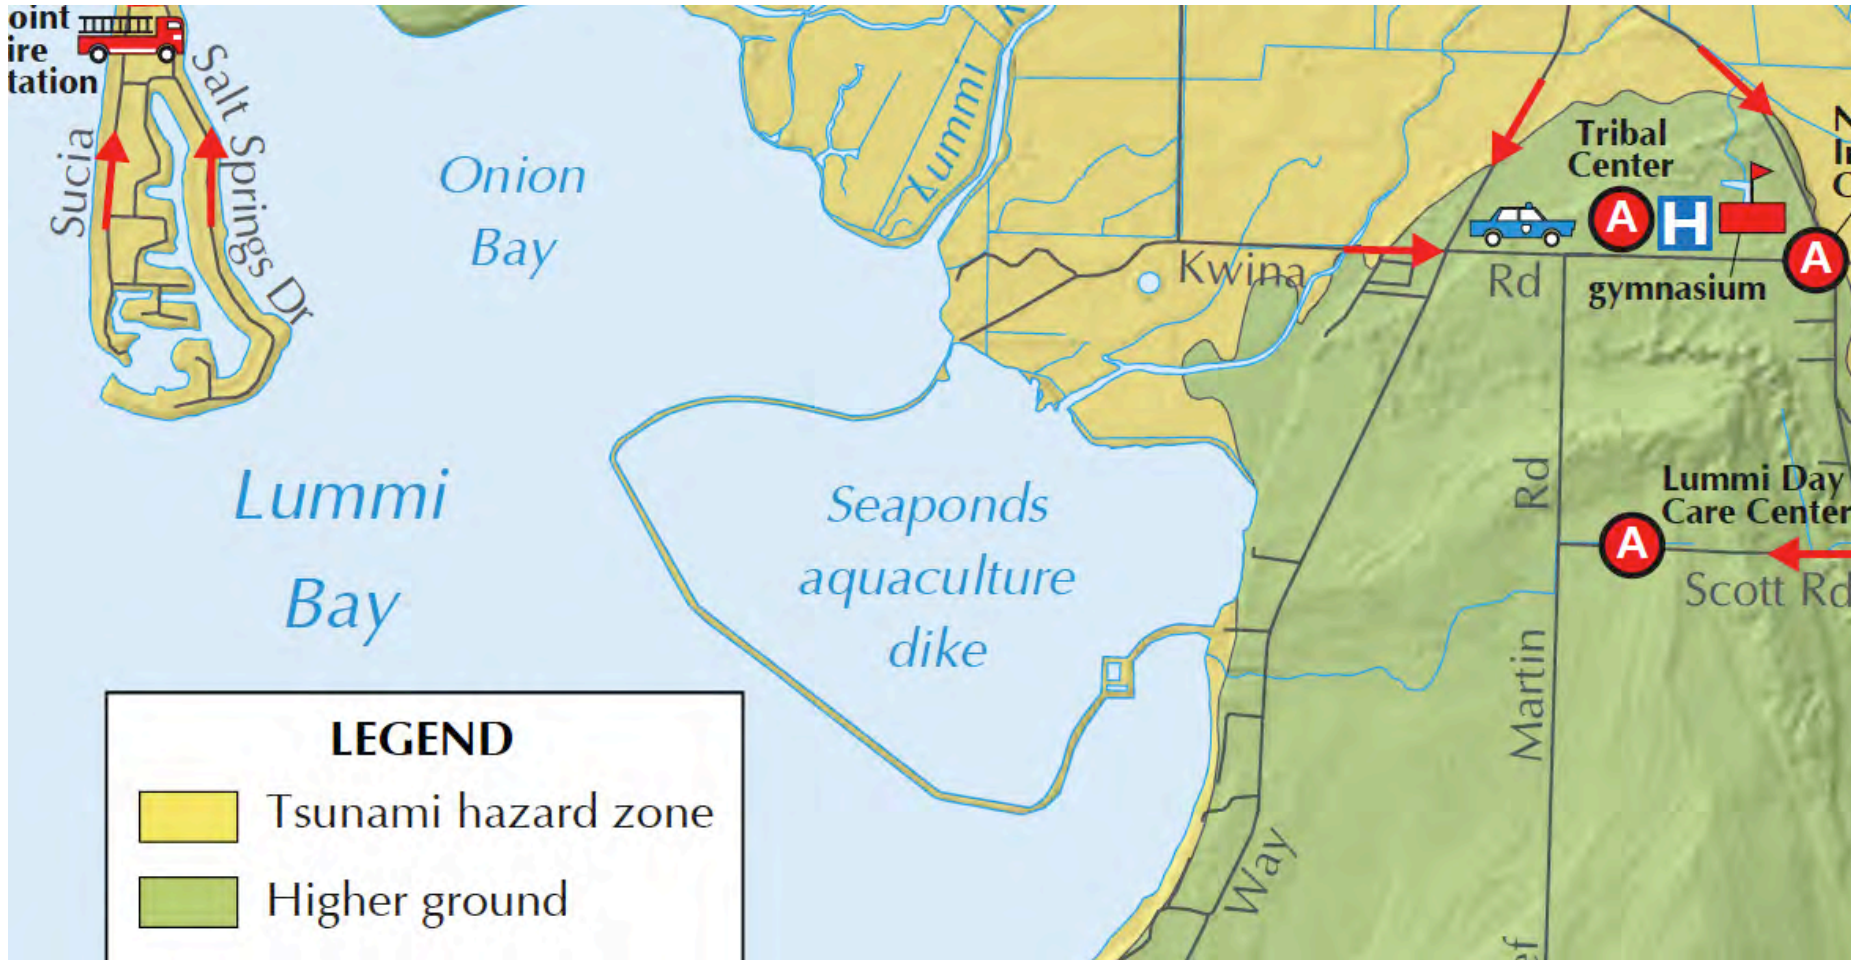 oint
ire
tation
Salt Springs Dr
Sucia
Onion
Bay
Lummi
Tribal
Center
A
H
A
Kwina
Rd
gymnasium
Lummi
Bay
Seaponds
aquaculture
dike
Rd
Lummi Day
Care Center
A
Scott Rd
Martin
Way
LEGEND
Tsunami hazard zone
Higher ground